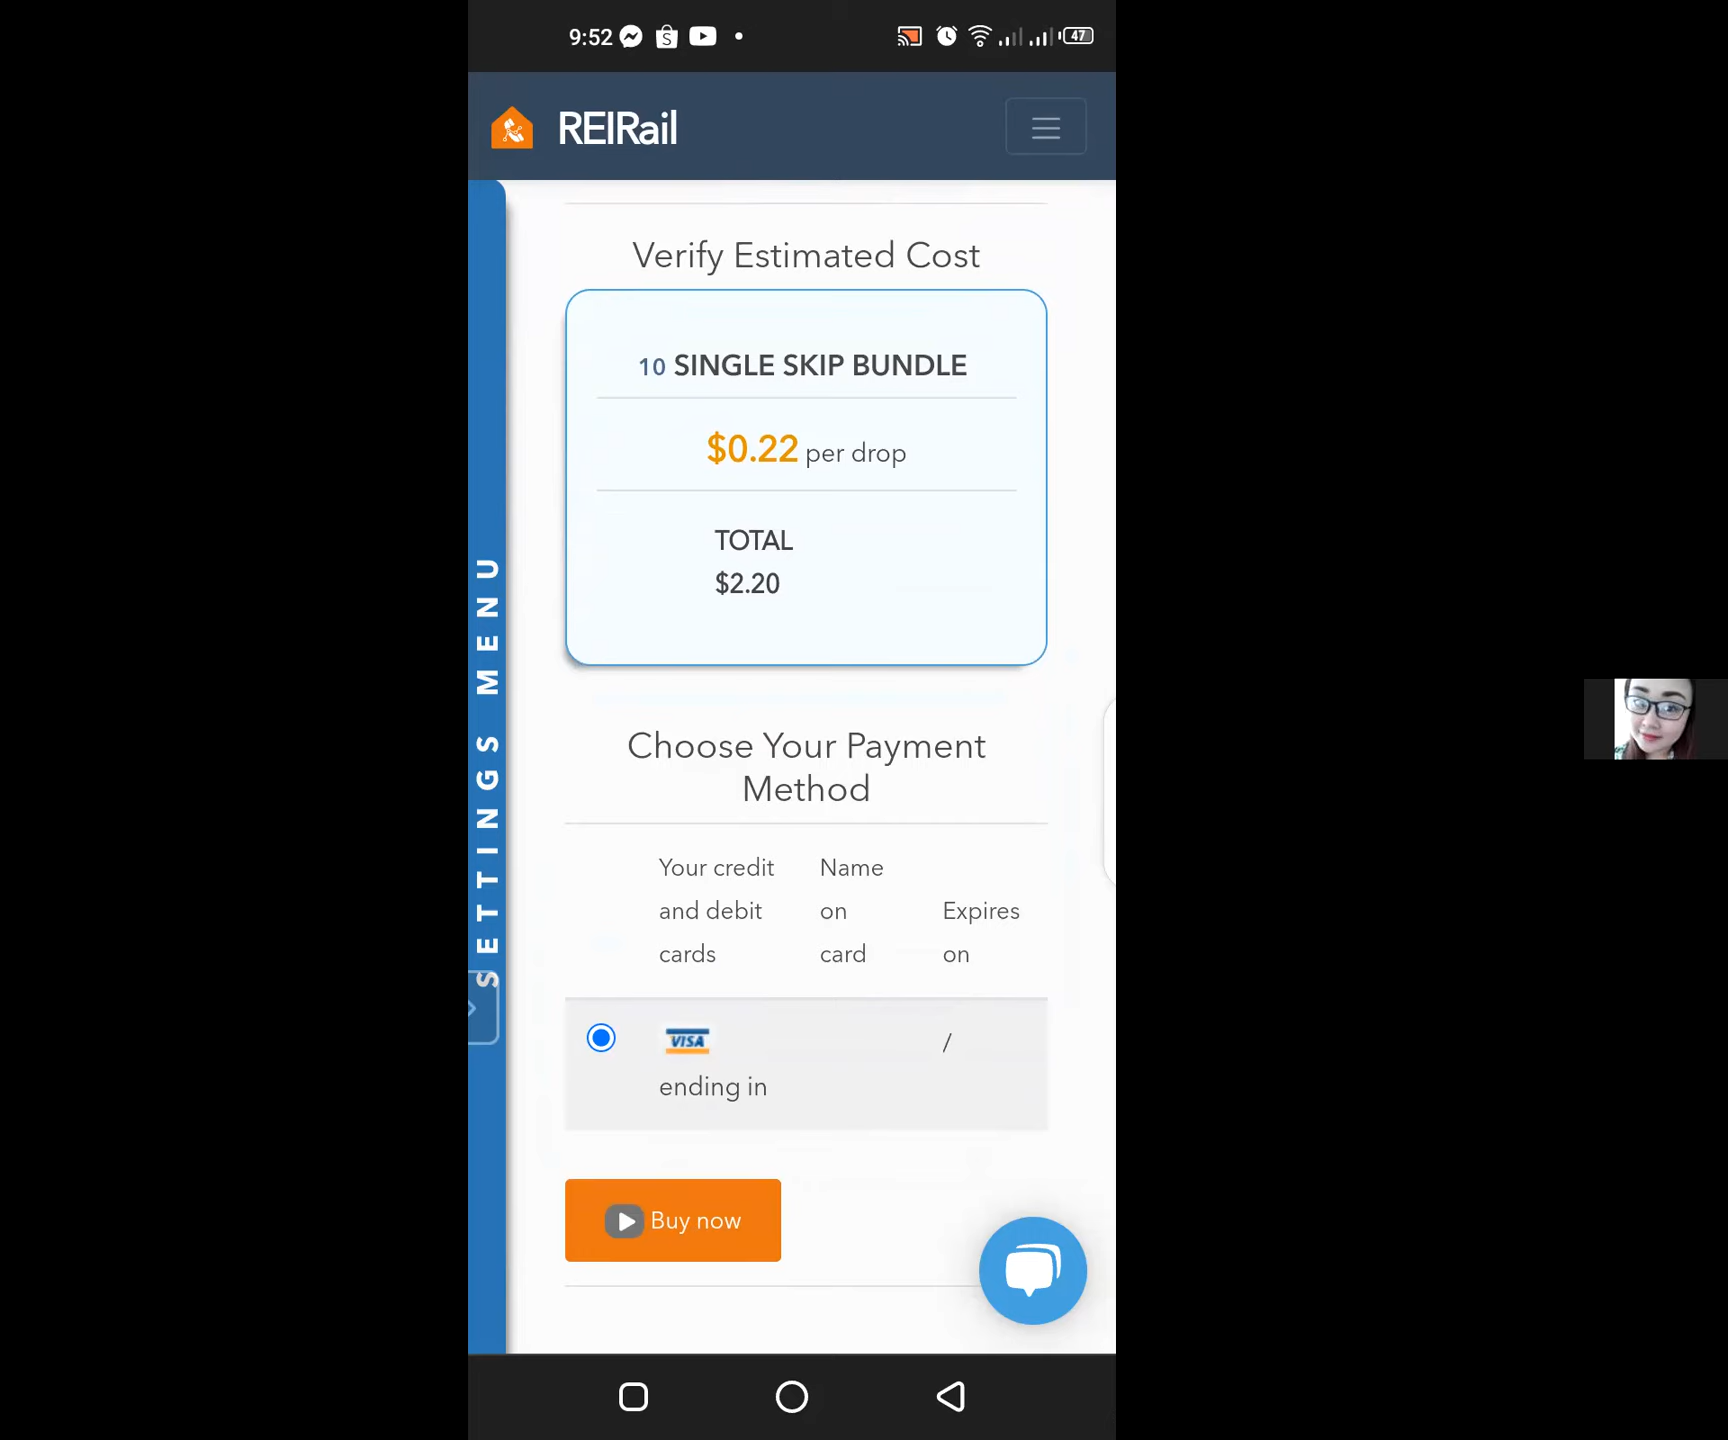 9:52
47
REIRail
SETTINGS MENU
Verify Estimated Cost
10 SINGLE SKIP BUNDLE
$0.22 per drop
TOTAL
$2.20
Choose Your Payment
Method
Your credit
and debit
cards
Name
on
card
Expires
on
VISA
/
ending in
Buy now